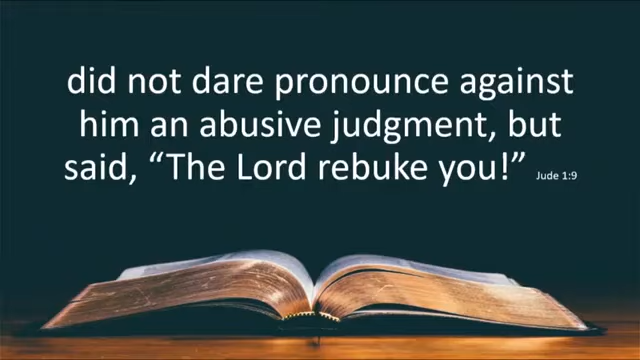 did not dare pronounce against
him an abusive judgment, but
said, “The Lord rebuke you!” Jude 1:9